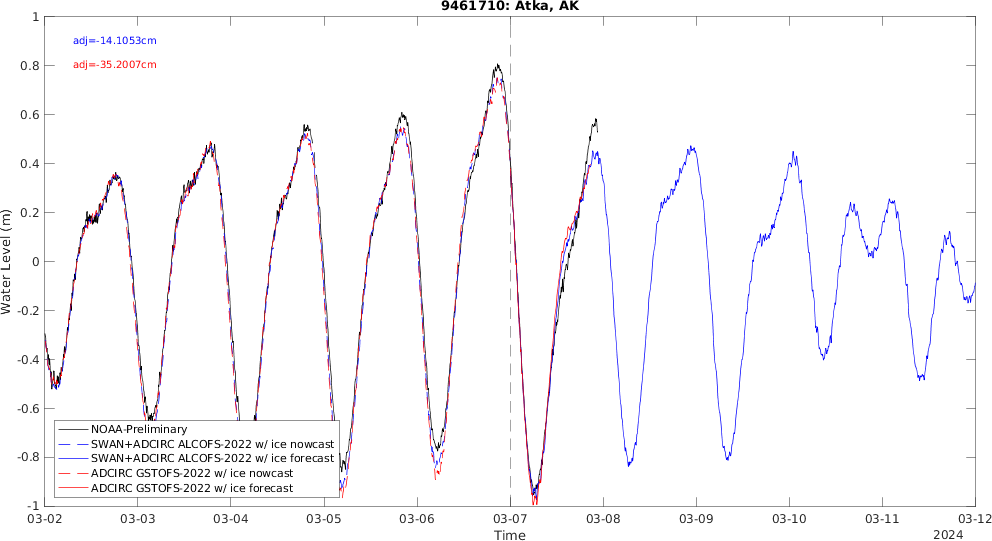 9461710: Atka, AK
adj=-14.1053cm
adj=-35.2007cm
1
0.8
0.6
0.4
0.2
0
-0.2
-0.4
-0.6
-0.8
-1
Water Level (m)
NOAA-Preliminary
SWAN+ADCIRC ALCOFS-2022 w/ ice nowcast
SWAN+ADCIRC ALCOFS-2022 w/ ice forecast
ADCIRC GSTOFS-2022 w/ ice nowcast
ADCIRC GSTOFS-2022 w/ ice forecast
03-02 03-03 03-04 03-05 03-06 03-07 03-08 03-09 03-10 03-11 03-12
Time
2024